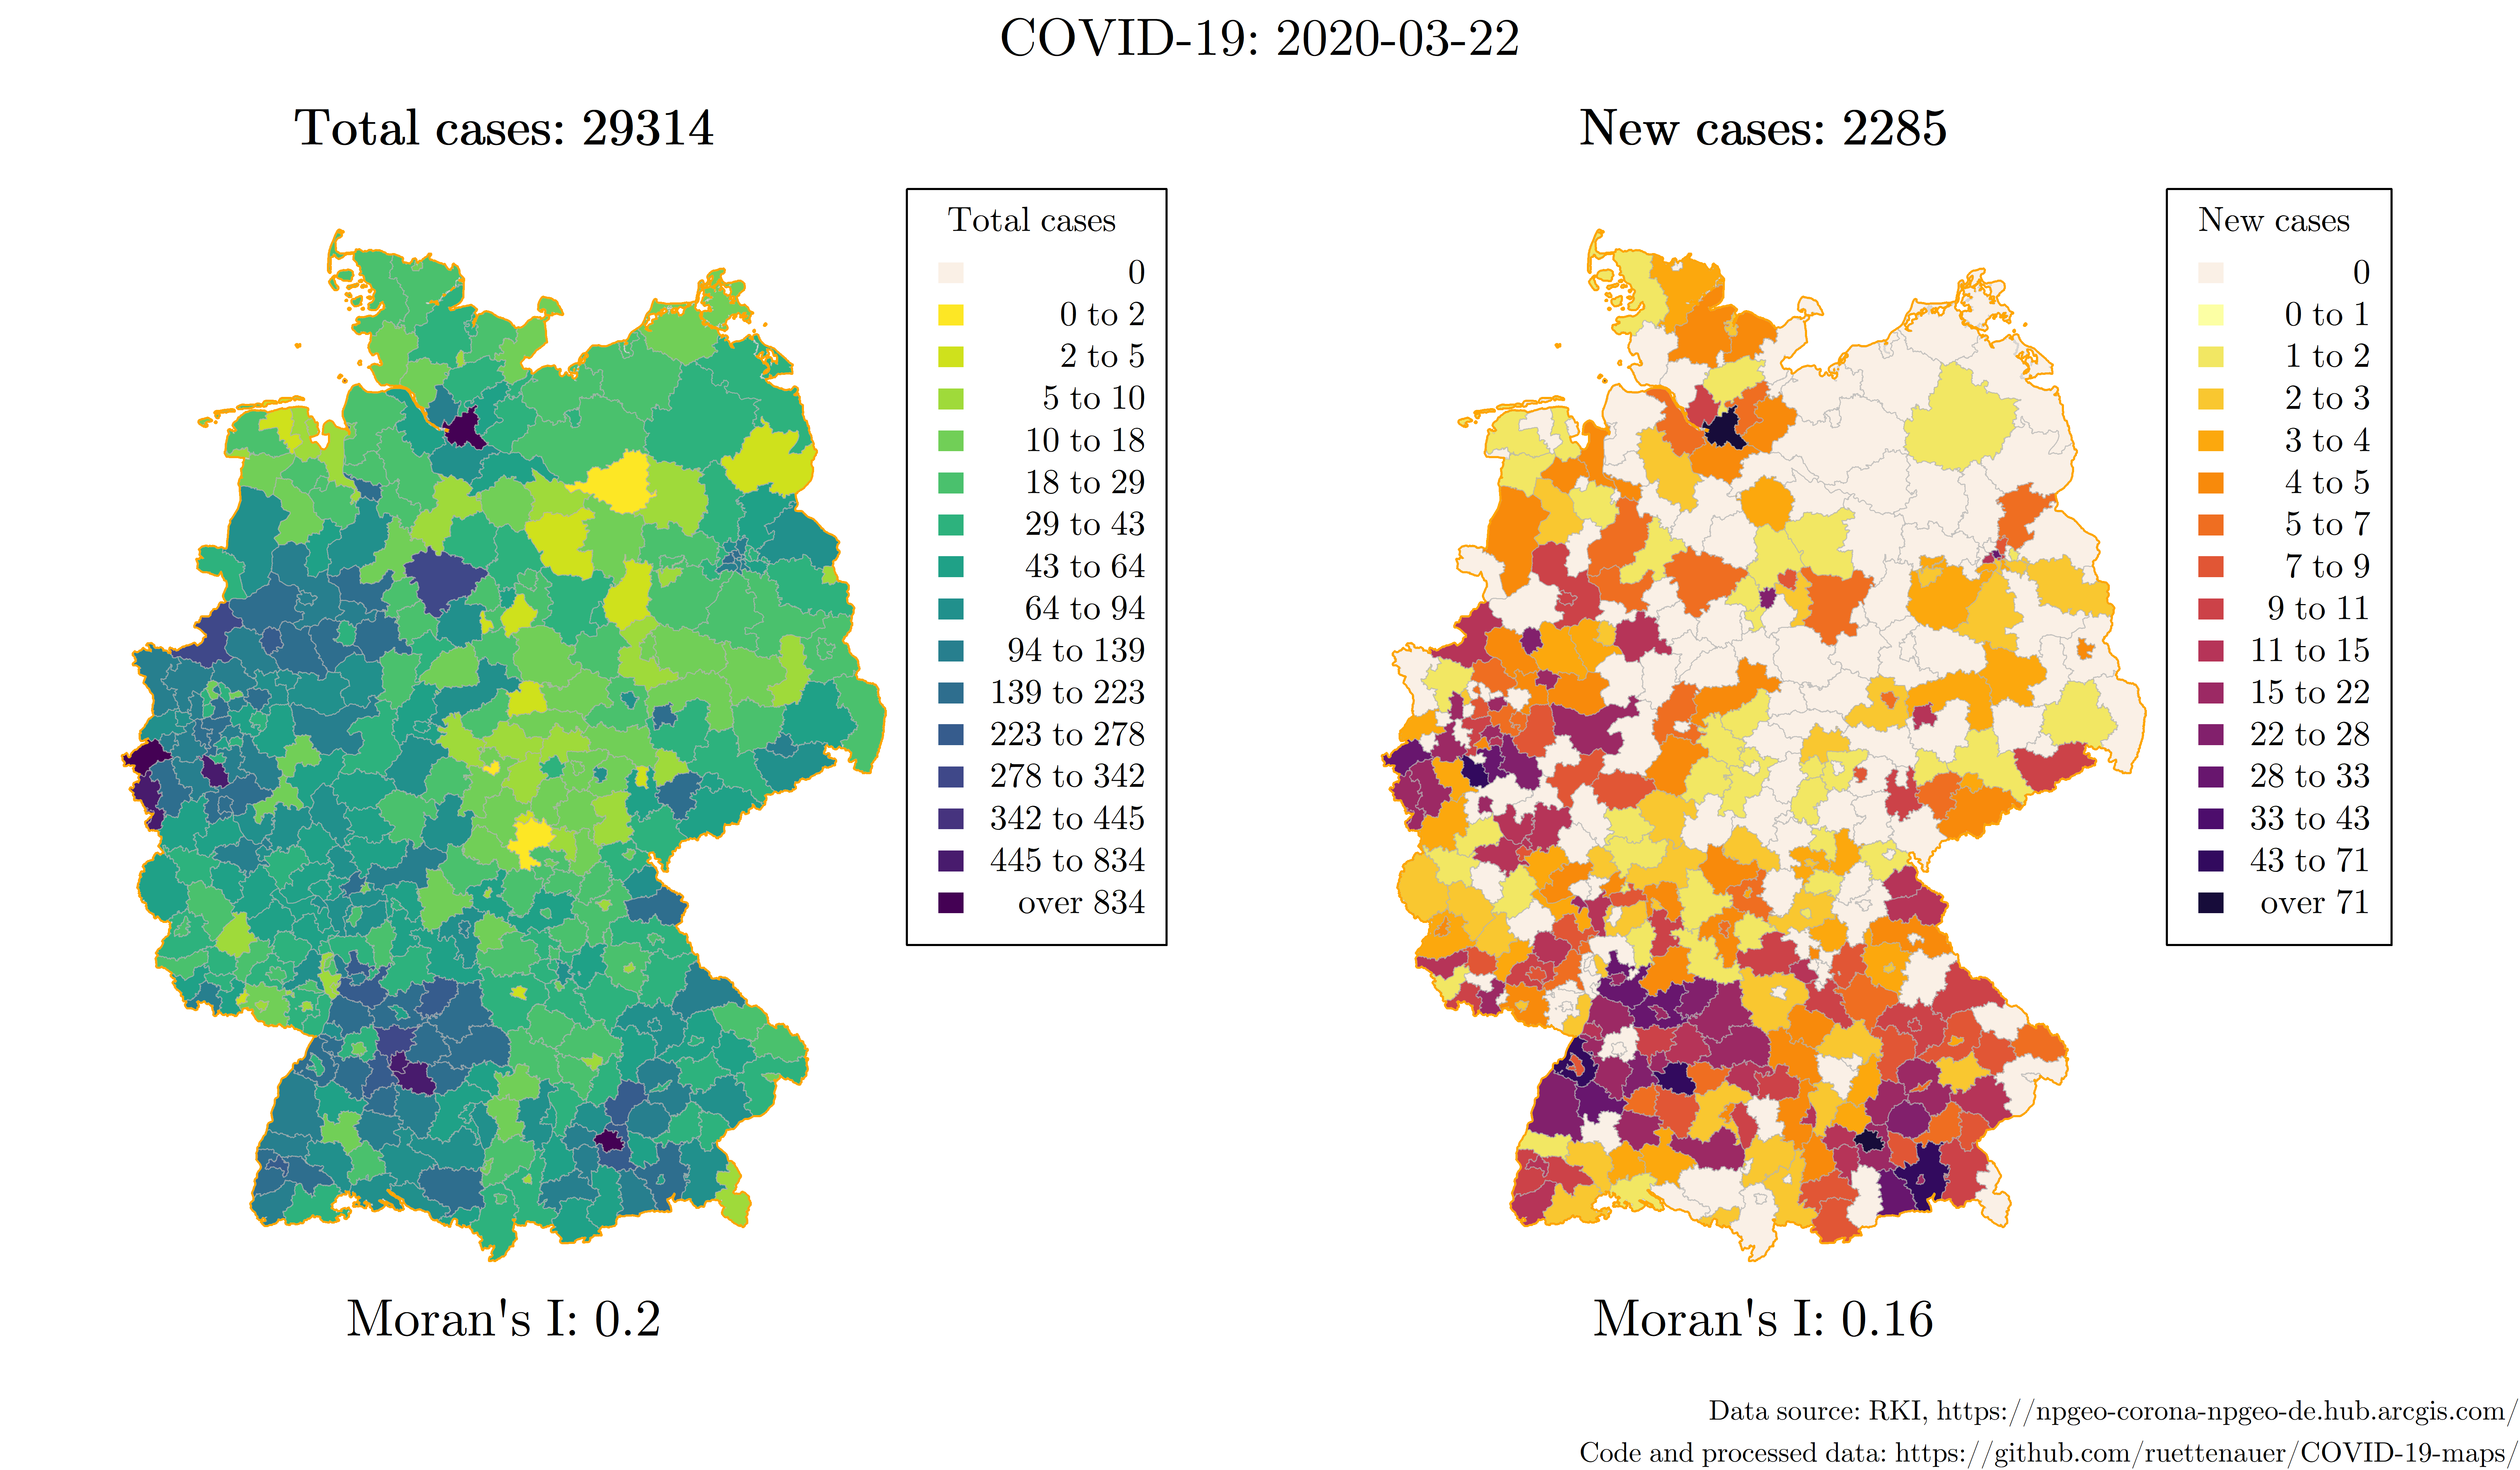 COVID-19: 2020-03-22
Total cases: 29314
Total cases
0
0 to 2
2 to 5
5 to 10
10 to 18
18 to 29
29 to 43
43 to 64
64 to 94
94 to 139
139 to 223
223 to 278
278 to 342
342 to 445
445 to 834
over 834
Moran's I: 0.2
New cases: 2285
New cases
0
0 to 1
1 to 2
2 to 3
3 to 4
4 to 5
5 to 7
7 to 9
9 to 11
11 to 15
15 to 22
22 to 28
28 to 33
33 to 43
43 to 71
over 71
Moran's I: 0.16
Data source: RKI, https://npgeo-corona-npgeo-de.hub.arcgis.com/
Code and processed data: https://github.com/ruettenauer/COVID-19-maps/